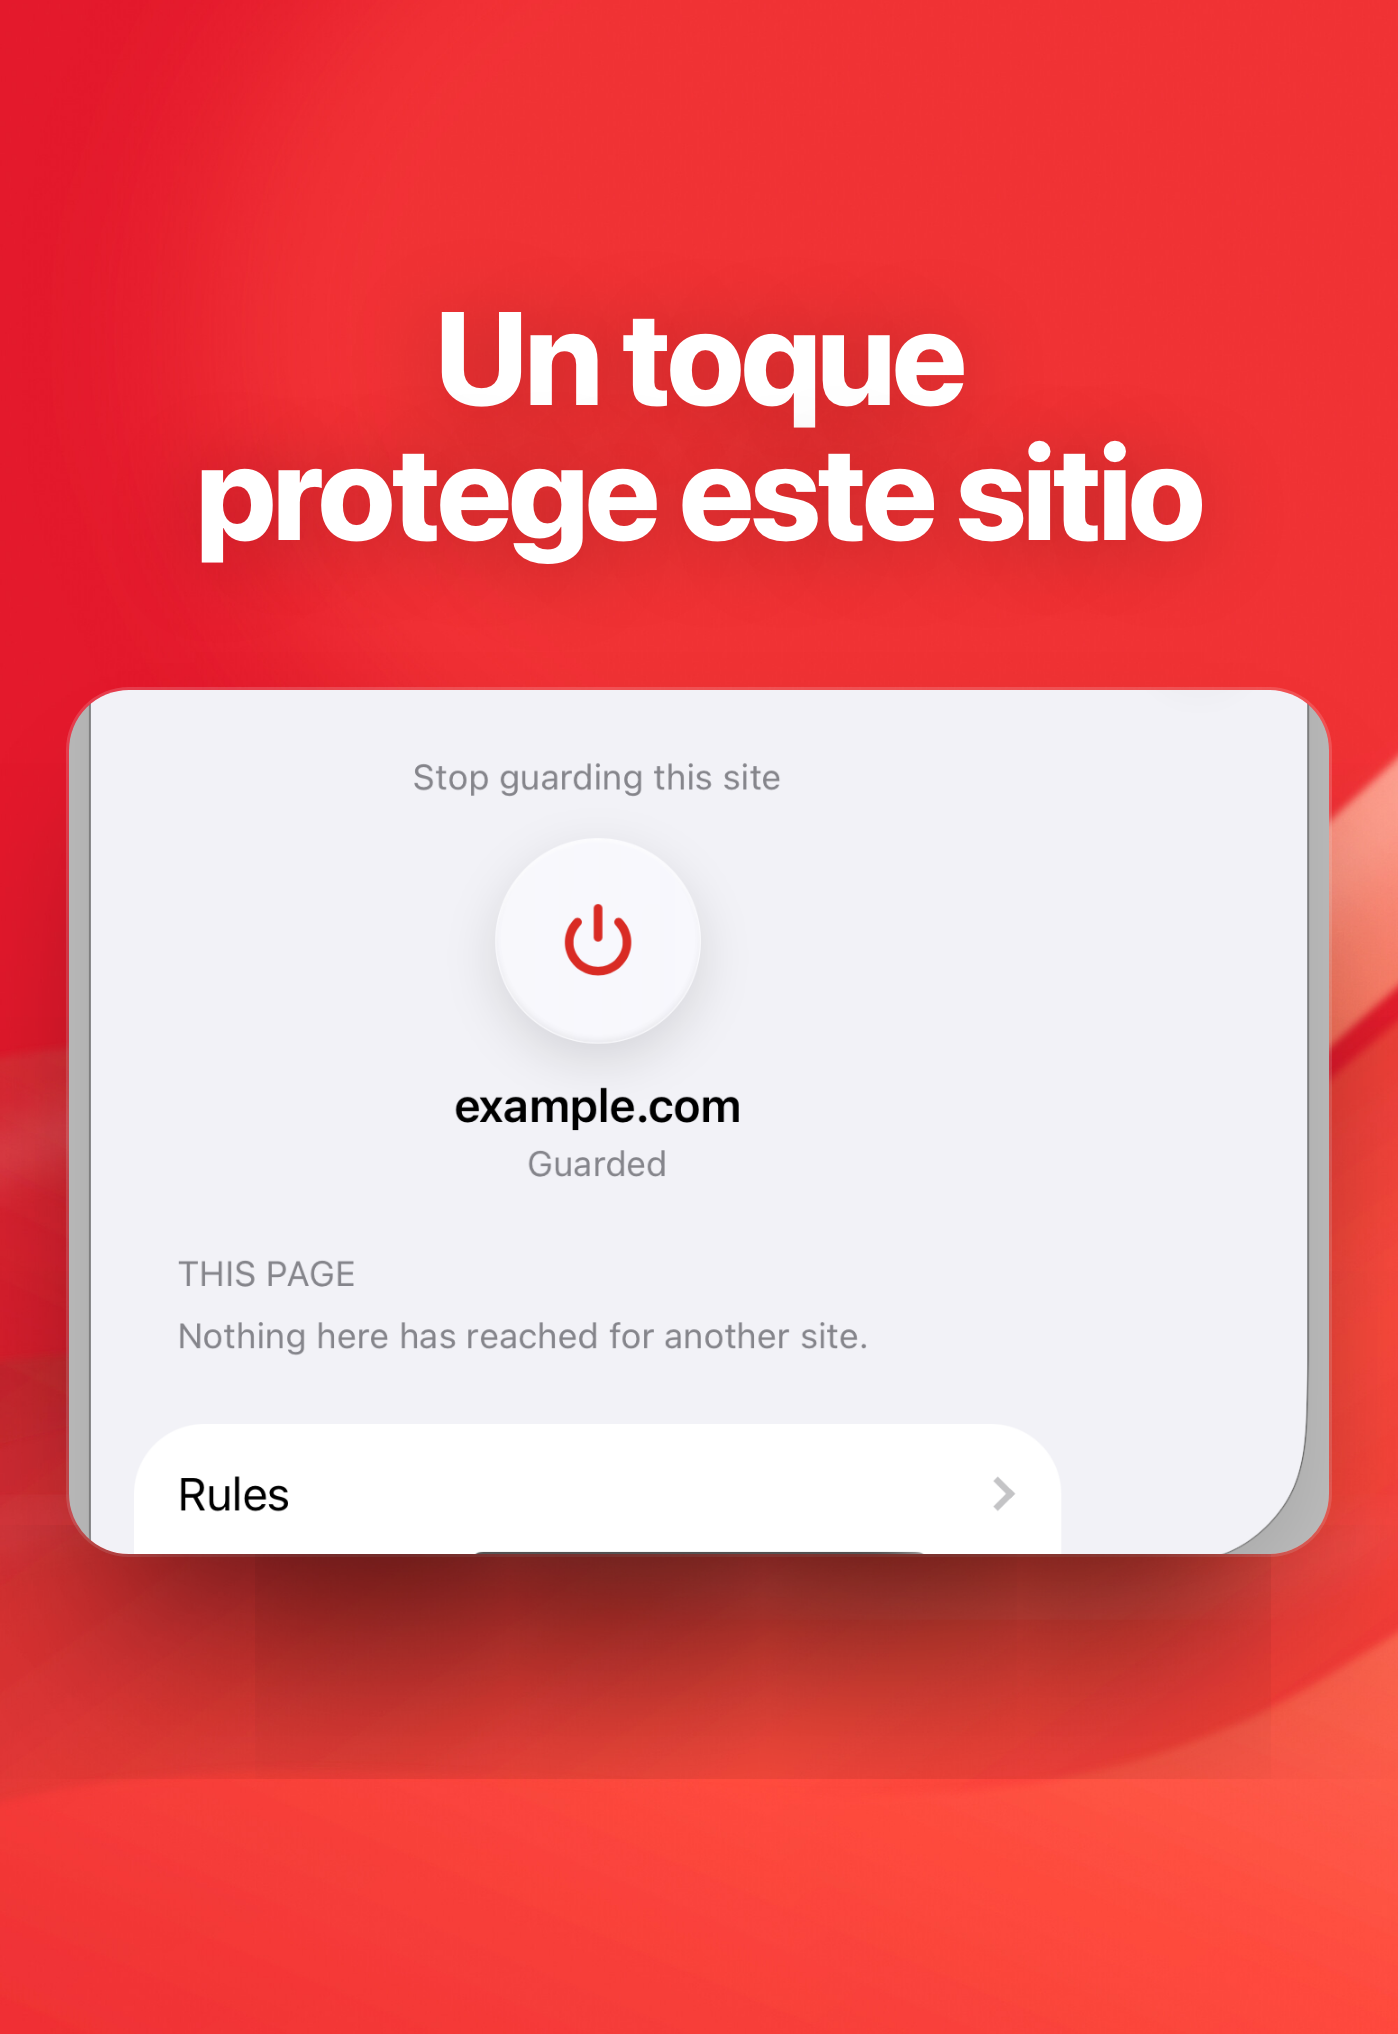 Un toque
protege este sitio
Stop guarding this site
example.com
Guarded
THIS PAGE
Nothing here has reached for another site.
Rules